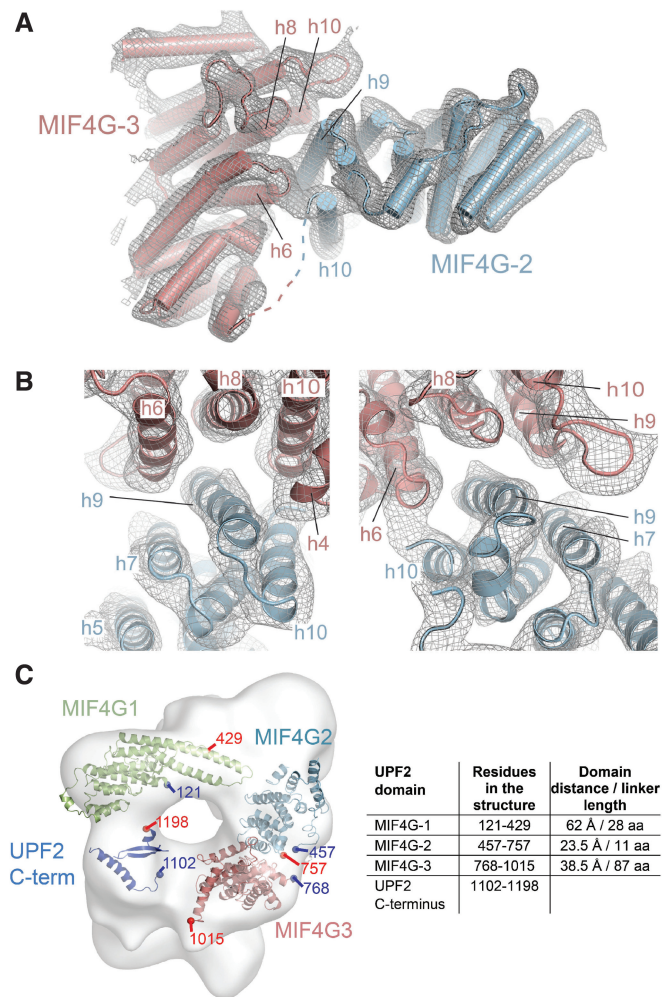 A
h8
h10
h9
MIF4G-3
h6
h10
MIF4G-2
B
h6
h8
h10
h9
h7
h4
h5
h10
h8
h10
h9
h6
h9
h7
h10
C
MIF4G1
429
MIF4G2
121
1198
UPF2
C-term
1102
457
757
768
MIF4G3
1015
UPF2 domain | Residues in the structure | Domain distance / linker length
MIF4G-1 | 121-429 | 62 Å / 28 aa
MIF4G-2 | 457-757 | 23.5 Å / 11 aa
MIF4G-3 | 768-1015 | 38.5 Å / 87 aa
UPF2 C-terminus | 1102-1198